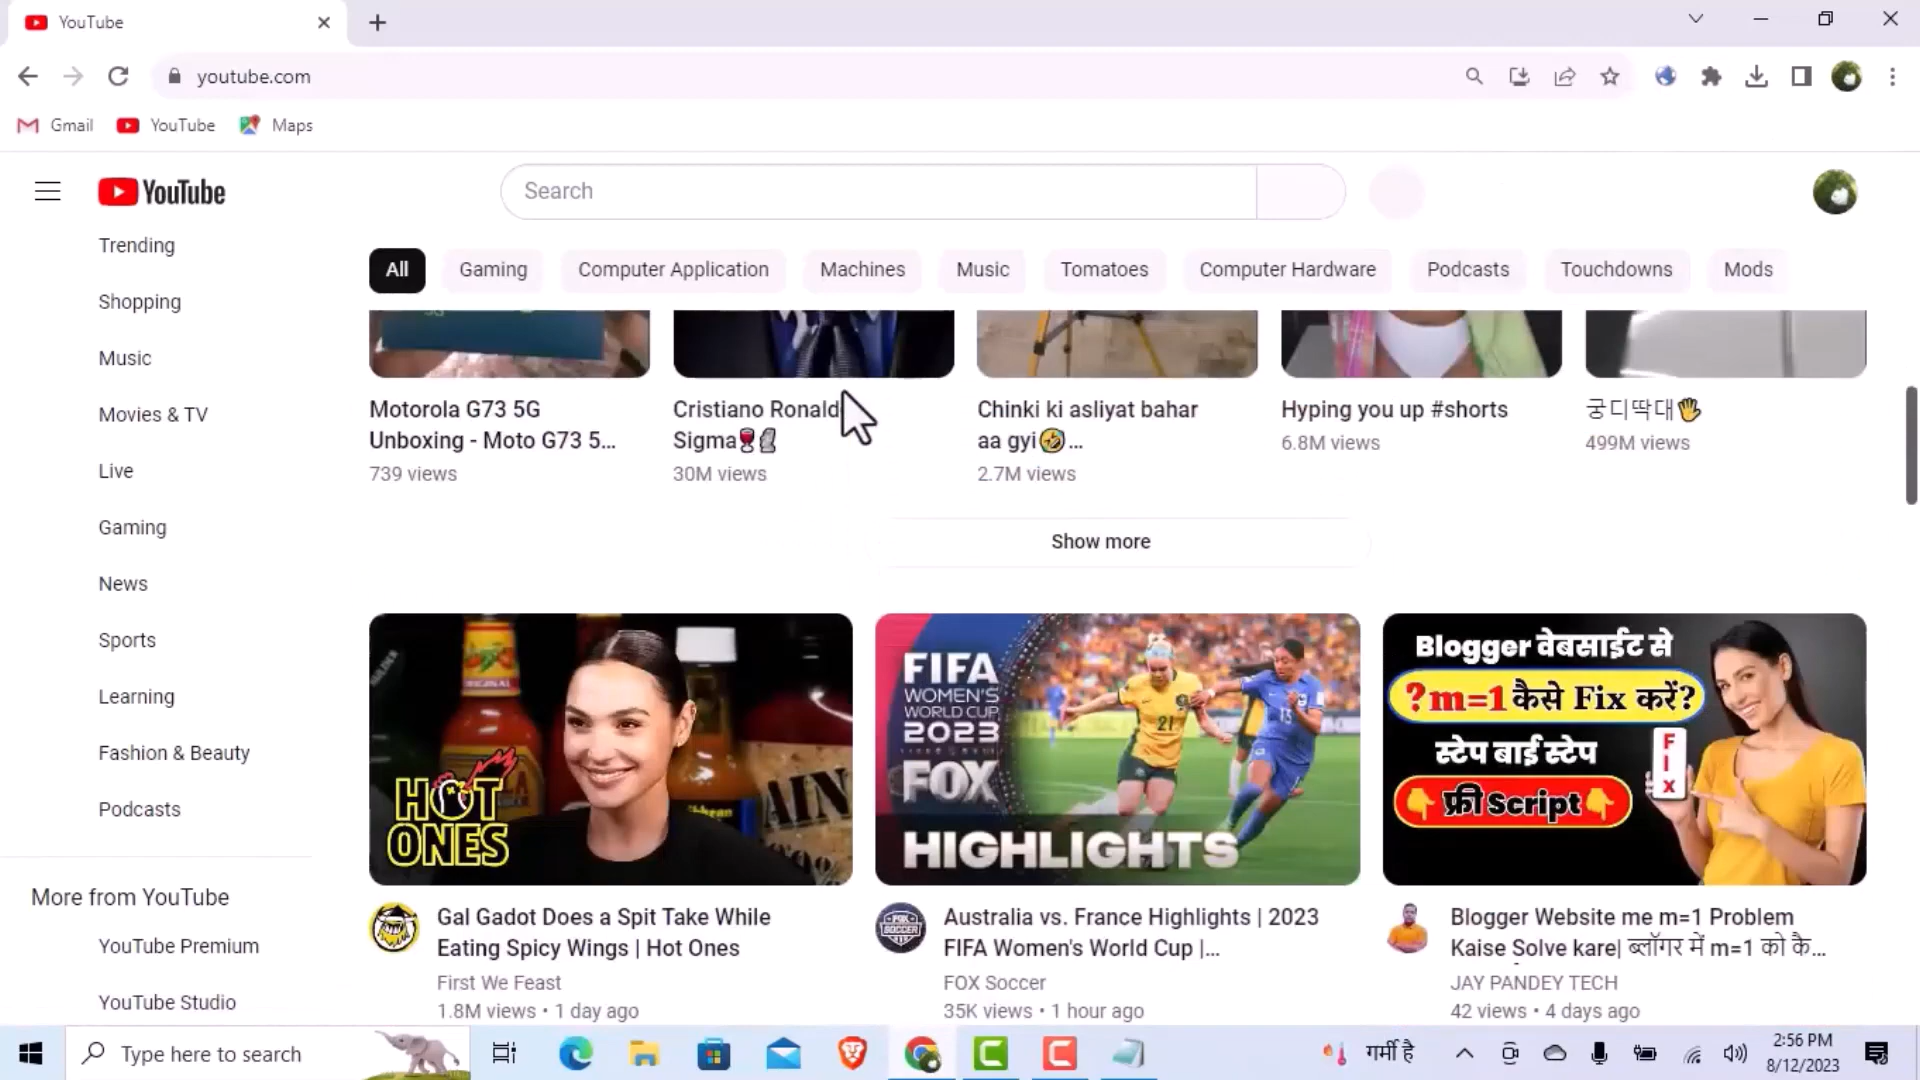 YouTube
youtube.com
Gmail
YouTube
Maps
YouTube
Search
All
Gaming
Computer Application
Machines
Music
Tomatoes
Computer Hardware
Podcasts
Touchdowns
Mods
Trending
Shopping
Music
Movies & TV
Live
Gaming
News
Sports
Learning
Fashion & Beauty
Podcasts
More from YouTube
YouTube Premium
YouTube Studio
Motorola G73 5G
Unboxing - Moto G73 5...
739 views
Cristiano Ronald
Sigma🍷🗿
30M views
Chinki ki asliyat bahar
aa gyi🤣...
2.7M views
Hyping you up #shorts
6.8M views
궁디딱대🖐
499M views
Show more
HOT
ONES
Gal Gadot Does a Spit Take While
Eating Spicy Wings | Hot Ones
First We Feast
1.8M views • 1 day ago
FIFA
WOMEN'S
WORLD CUP
2023
FOX
HIGHLIGHTS
21
13
FOX
SOCCER
Australia vs. France Highlights | 2023
FIFA Women's World Cup |...
FOX Soccer
35K views • 1 hour ago
Blogger वेबसाईट से
?m=1 कैसे Fix करें?
स्टेप बाई स्टेप
👇फ्री Script👇
F
i
x
Blogger Website me m=1 Problem
Kaise Solve kare| ब्लॉगर में m=1 को कै...
JAY PANDEY TECH
42 views • 4 days ago
Type here to search
गर्मी है
2:56 PM
8/12/2023